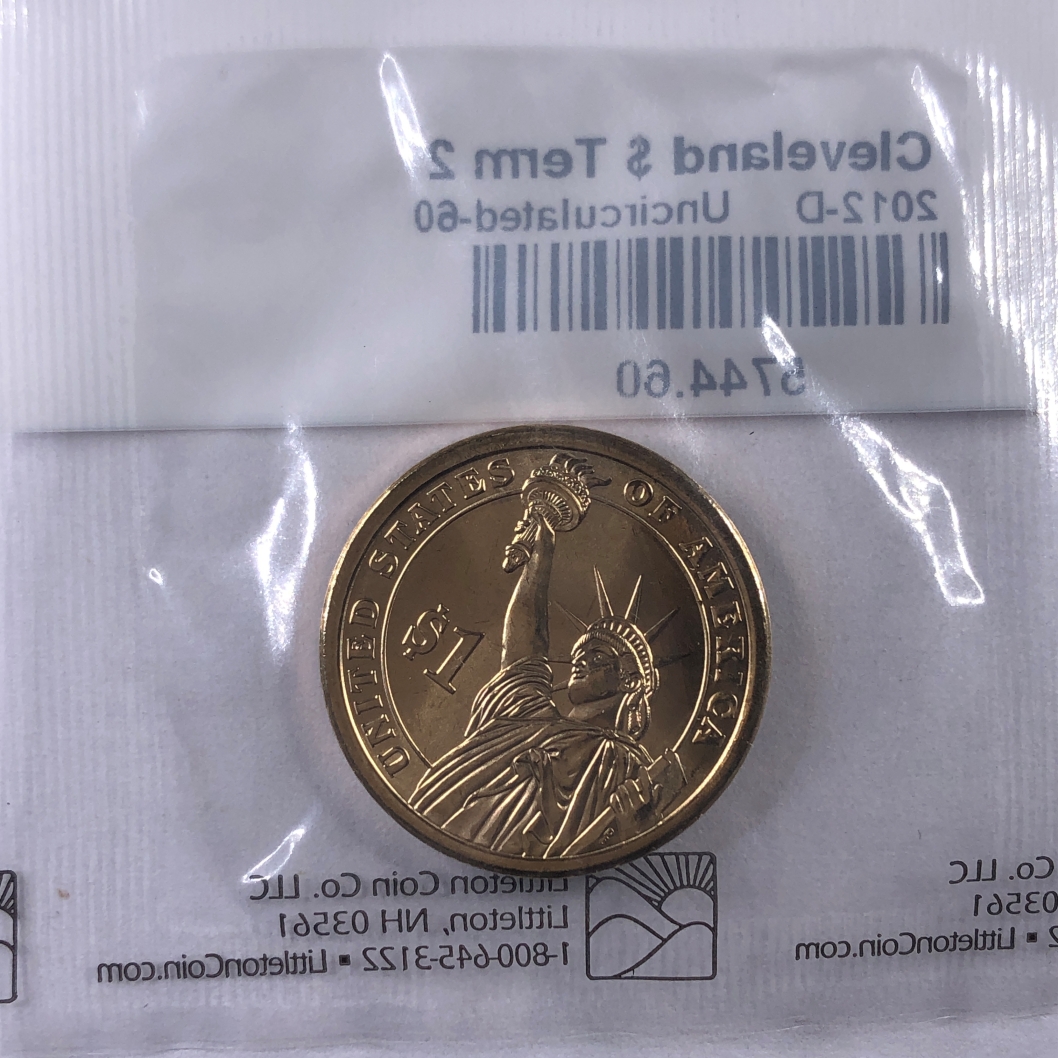 Cleveland $ Term 2
2012-D Uncirculated-60
5744.60
UNITED STATES OF AMERICA
$1
Littleton Coin Co. LLC
Littleton, NH 03561
1-800-645-3122 ▪ LittletonCoin.com
Co. LLC
03561
2 ▪ LittletonCoin.com